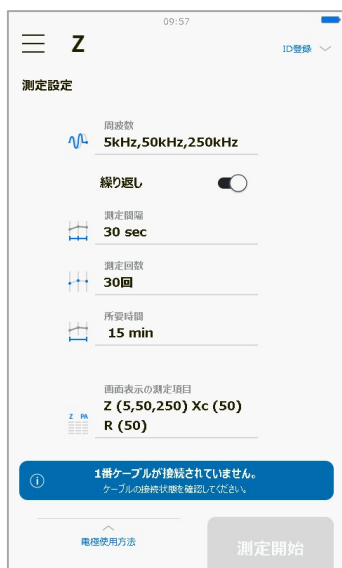 09:57
Z
ID登録
測定設定
周波数
5kHz,50kHz,250kHz
繰り返し
測定間隔
30 sec
測定回数
30回
所要時間
15 min
画面表示の測定項目
Z PA
Z (5,50,250) Xc (50)
R (50)
1番ケーブルが接続されていません。
ケーブルの接続状態を確認してください。
電極使用方法
測定開始